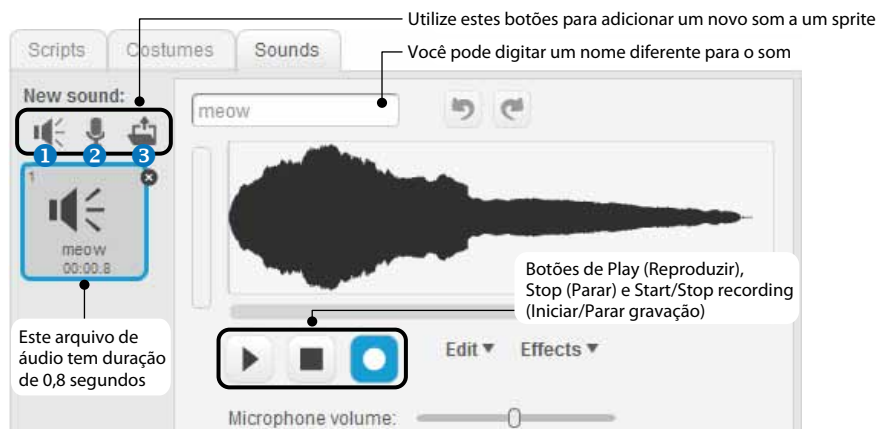 Utilize estes botões para adicionar um novo som a um sprite
Scripts Costumes Sounds
Você pode digitar um nome diferente para o som
New sound:
meow
1 2 3
1
meow
00:00.8
Botões de Play (Reproduzir),
Stop (Parar) e Start/Stop recording
(Iniciar/Parar gravação)
Este arquivo de
áudio tem duração
de 0,8 segundos
Edit Effects
Microphone volume: